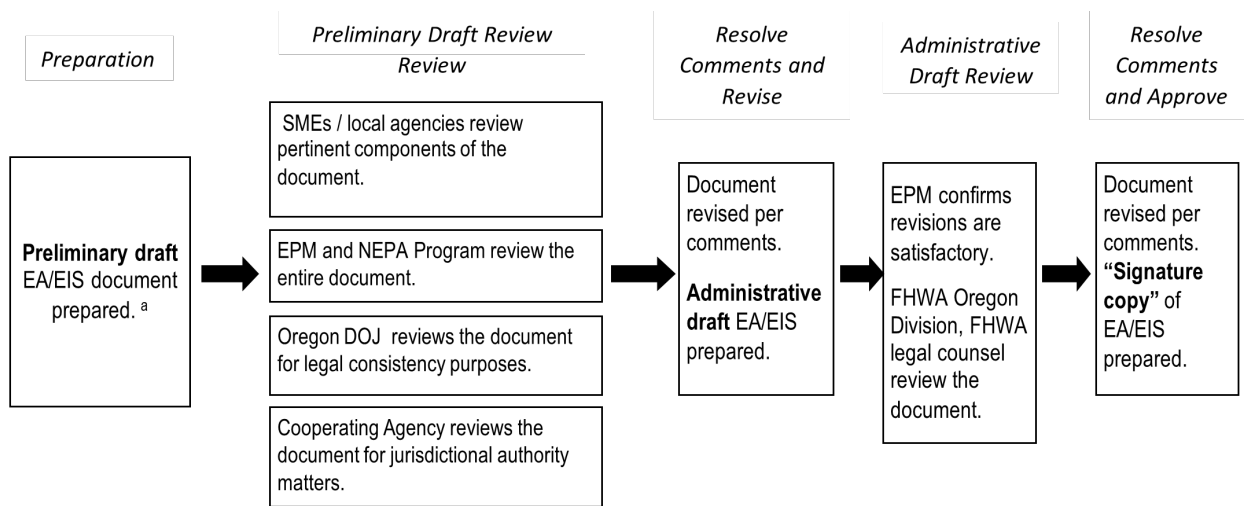 Preparation
Preliminary Draft Review
Review
Resolve
Comments and
Revise
Administrative
Draft Review
Resolve
Comments
and Approve
Preliminary draft
EA/EIS document
prepared. a
SMEs / local agencies review
pertinent components of the
document.
EPM and NEPA Program review the
entire document.
Oregon DOJ reviews the document
for legal consistency purposes.
Cooperating Agency reviews the
document for jurisdictional authority
matters.
Document
revised per
comments.
Administrative
draft EA/EIS
prepared.
EPM confirms
revisions are
satisfactory.
FHWA Oregon
Division, FHWA
legal counsel
review the
document.
Document
revised per
comments.
“Signature
copy” of
EA/EIS
prepared.